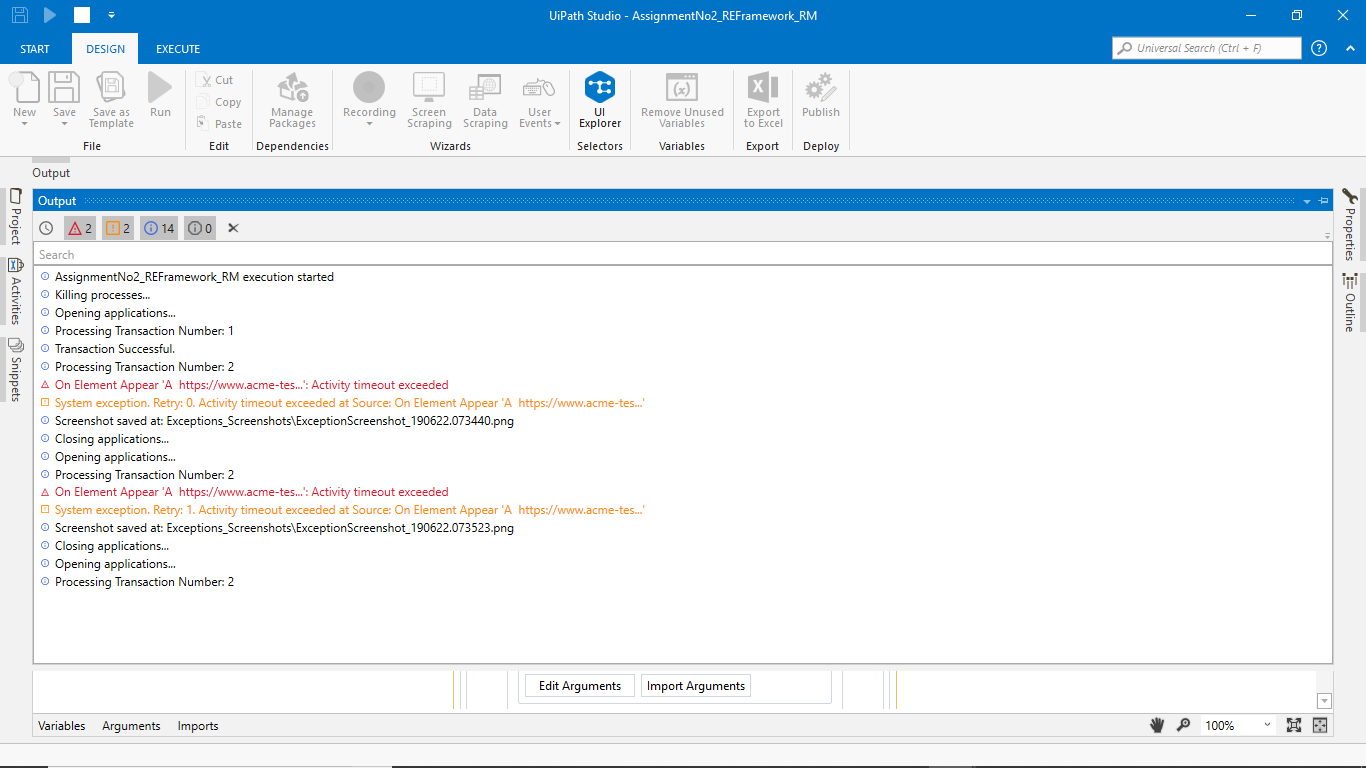 UiPath Studio - AssignmentNo2_REFramework_RM
START DESIGN EXECUTE
Universal Search (Ctrl + F)
New Save Save as Template Run
Cut
Copy
Paste
Manage Packages
Recording Screen Scraping Data Scraping User Events
UI Explorer
Remove Unused Variables
Export to Excel
Publish
File Edit Dependencies Wizards Selectors Variables Export Deploy
Output
Project
Activities
Snippets
Output
2 2 14 0
Search
AssignmentNo2_REFramework_RM execution started
Killing processes...
Opening applications...
Processing Transaction Number: 1
Transaction Successful.
Processing Transaction Number: 2
On Element Appear 'A  https://www.acme-tes...': Activity timeout exceeded
System exception. Retry: 0. Activity timeout exceeded at Source: On Element Appear 'A  https://www.acme-tes...'
Screenshot saved at: Exceptions_Screenshots\ExceptionScreenshot_190622.073440.png
Closing applications...
Opening applications...
Processing Transaction Number: 2
On Element Appear 'A  https://www.acme-tes...': Activity timeout exceeded
System exception. Retry: 1. Activity timeout exceeded at Source: On Element Appear 'A  https://www.acme-tes...'
Screenshot saved at: Exceptions_Screenshots\ExceptionScreenshot_190622.073523.png
Closing applications...
Opening applications...
Processing Transaction Number: 2
Properties
Outline
Edit Arguments Import Arguments
Variables Arguments Imports
100%